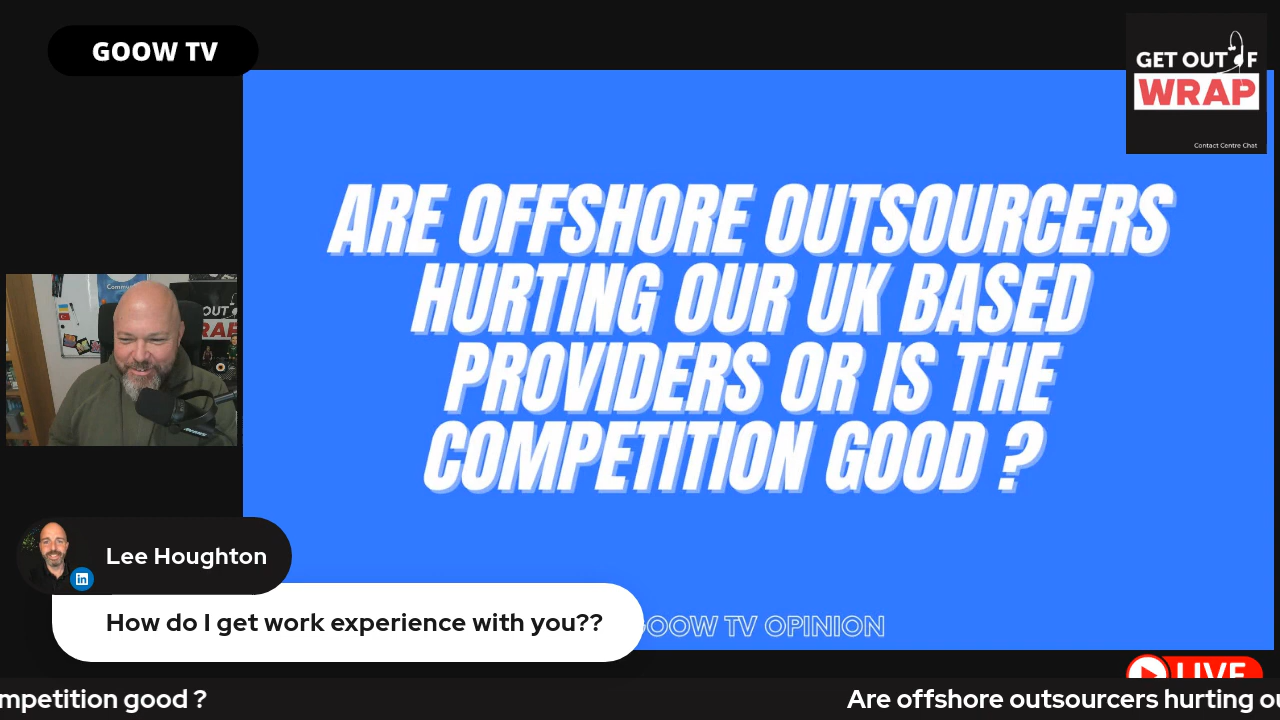 GOOW TV
GET OUT OF
WRAP
Contact Centre Chat
ARE OFFSHORE OUTSOURCERS
HURTING OUR UK BASED
PROVIDERS OR IS THE
COMPETITION GOOD ?
Lee Houghton
in
How do I get work experience with you??
GOOW TV OPINION
LIVE
mpetition good ?
Are offshore outsourcers hurting ou